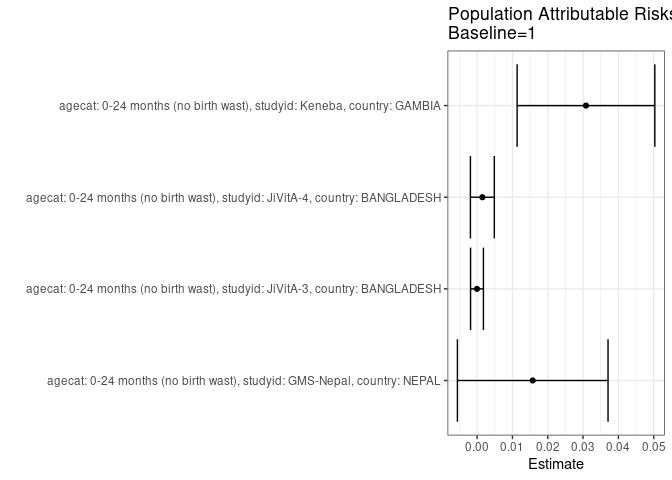 Population Attributable Risks
Baseline=1
agecat: 0-24 months (no birth wast), studyid: Keneba, country: GAMBIA
agecat: 0-24 months (no birth wast), studyid: JiVitA-4, country: BANGLADESH
agecat: 0-24 months (no birth wast), studyid: JiVitA-3, country: BANGLADESH
agecat: 0-24 months (no birth wast), studyid: GMS-Nepal, country: NEPAL
0.00 0.01 0.02 0.03 0.04 0.05
Estimate